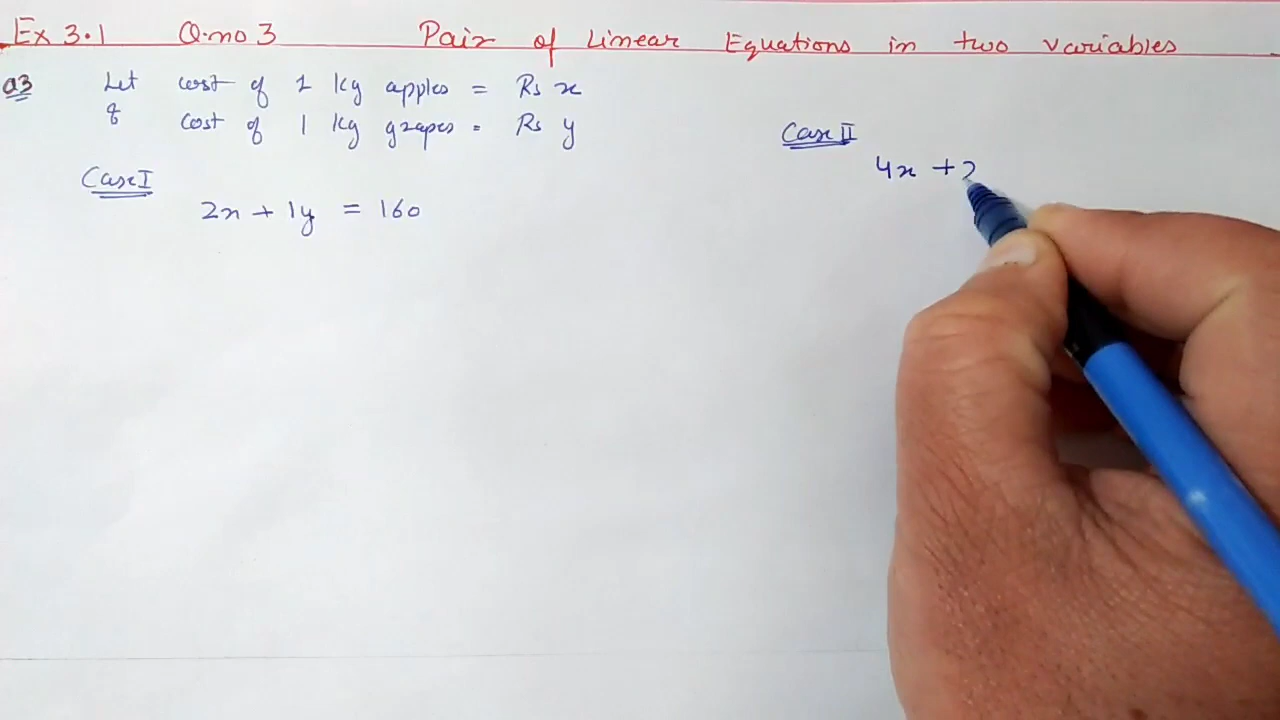 Ex 3.1 Q.no 3 Pair of Linear Equations in two variables
Q3 Let cost of 1 kg apples = Rs x
& cost of 1 kg grapes = Rs y
Case I
2x + 1y = 160
Case II
4x + 2